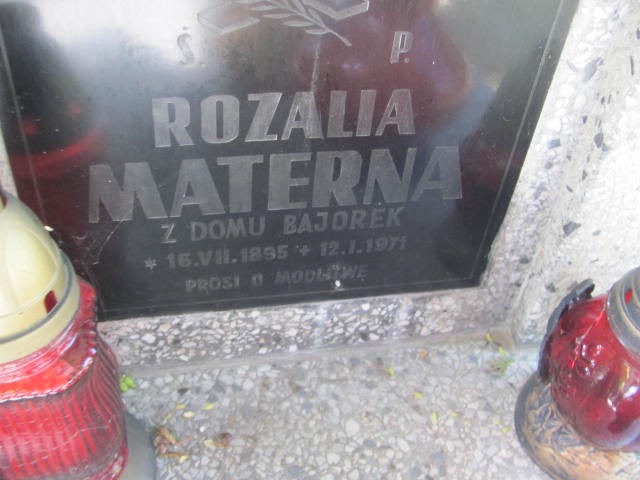 Ś. P.
ROZALIA
MATERNA
Z DOMU BAJOREK
* 16.VII.1895 + 12.I.1971
PROSI O MODLITWĘ